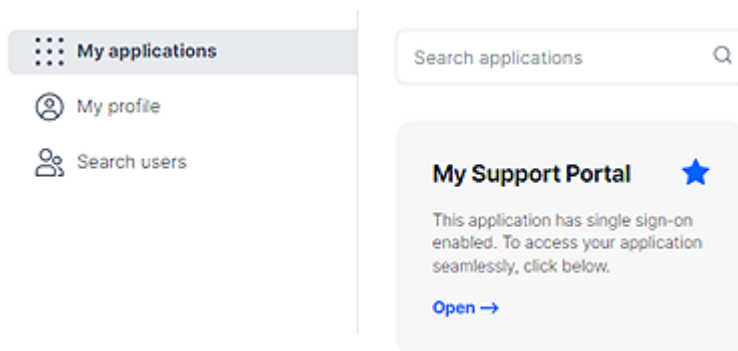 My applications
My profile
Search users
Search applications
My Support Portal
This application has single sign-on
enabled. To access your application
seamlessly, click below.
Open →